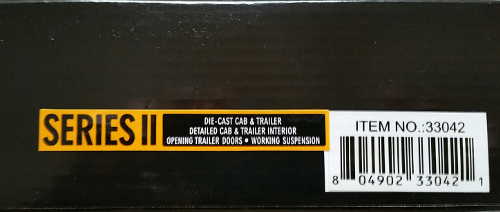 SERIES II
DIE-CAST CAB & TRAILER
DETAILED CAB & TRAILER INTERIOR
OPENING TRAILER DOORS • WORKING SUSPENSION
ITEM NO.:33042
8 04902 33042 1